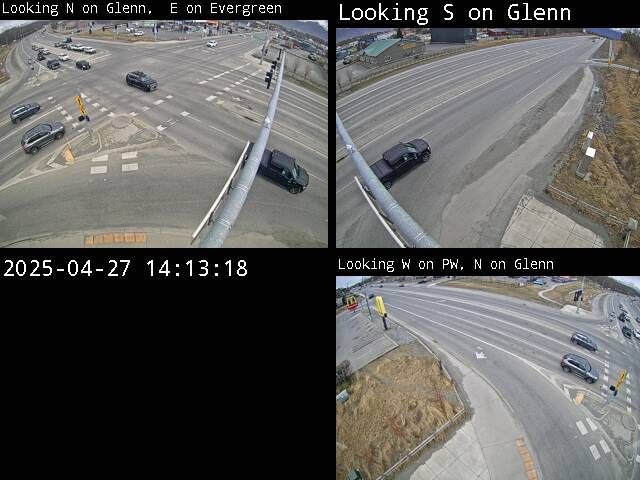 Looking N on Glenn,  E on Evergreen
Looking S on Glenn
2025-04-27 14:13:18
Looking W on PW, N on Glenn